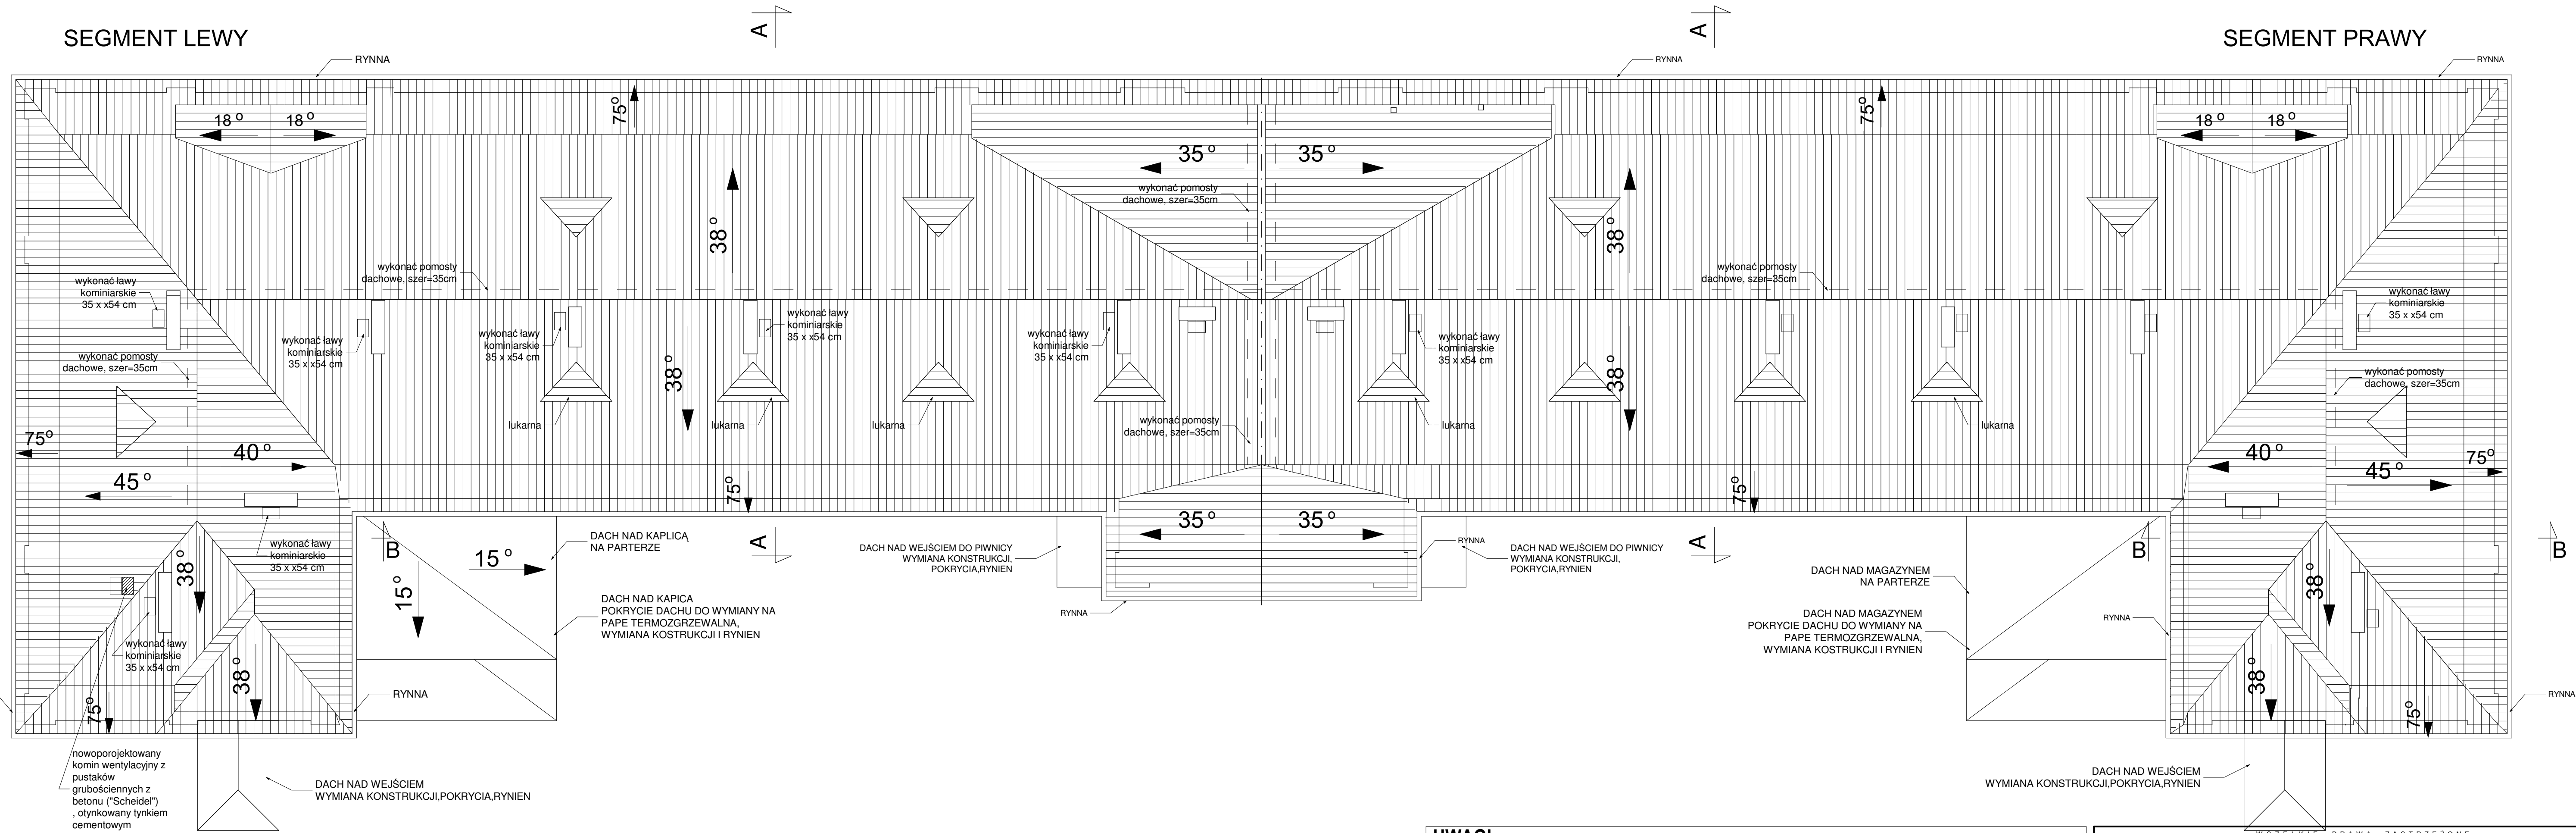 SEGMENT LEWY
A
A
SEGMENT PRAWY
RYNNA
RYNNA
RYNNA
18° 18°
75°
35° 35°
75°
18° 18°
wykonać pomosty
dachowe, szer=35cm
38°
38°
wykonać pomosty
dachowe, szer=35cm
wykonać pomosty
dachowe, szer=35cm
wykonać ławy
kominiarskie
35 x x54 cm
wykonać ławy
kominiarskie
35 x x54 cm
wykonać ławy
kominiarskie
35 x x54 cm
wykonać ławy
kominiarskie
35 x x54 cm
wykonać ławy
kominiarskie
35 x x54 cm
wykonać ławy
kominiarskie
35 x x54 cm
wykonać ławy
kominiarskie
35 x x54 cm
wykonać pomosty
dachowe, szer=35cm
38°
38°
wykonać pomosty
dachowe, szer=35cm
lukarna
lukarna
lukarna
wykonać pomosty
dachowe, szer=35cm
lukarna
lukarna
75°
40°
45°
75°
75°
40°
45°
75°
35° 35°
wykonać ławy
kominiarskie
35 x x54 cm
B
15°
15°
DACH NAD KAPLICĄ
NA PARTERZE
A
DACH NAD WEJŚCIEM DO PIWNICY
WYMIANA KONSTRUKCJI,
POKRYCIA,RYNIEN
RYNNA
DACH NAD WEJŚCIEM DO PIWNICY
WYMIANA KONSTRUKCJI,
POKRYCIA,RYNIEN
A
B
B
38°
DACH NAD KAPICA
POKRYCIE DACHU DO WYMIANY NA
PAPE TERMOZGRZEWALNA,
WYMIANA KOSTRUKCJI I RYNIEN
RYNNA
DACH NAD MAGAZYNEM
NA PARTERZE
DACH NAD MAGAZYNEM
POKRYCIE DACHU DO WYMIANY NA
PAPE TERMOZGRZEWALNA,
WYMIANA KOSTRUKCJI I RYNIEN
RYNNA
38°
wykonać ławy
kominiarskie
35 x x54 cm
38°
75°
RYNNA
38°
75°
RYNNA
nowoporojektowany
komin wentylacyjny z
pustaków
grubościennych z
betonu ("Scheidel")
, otynkowany tynkiem
cementowym
DACH NAD WEJŚCIEM
WYMIANA KONSTRUKCJI,POKRYCIA,RYNIEN
DACH NAD WEJŚCIEM
WYMIANA KONSTRUKCJI,POKRYCIA,RYNIEN
UWAGI